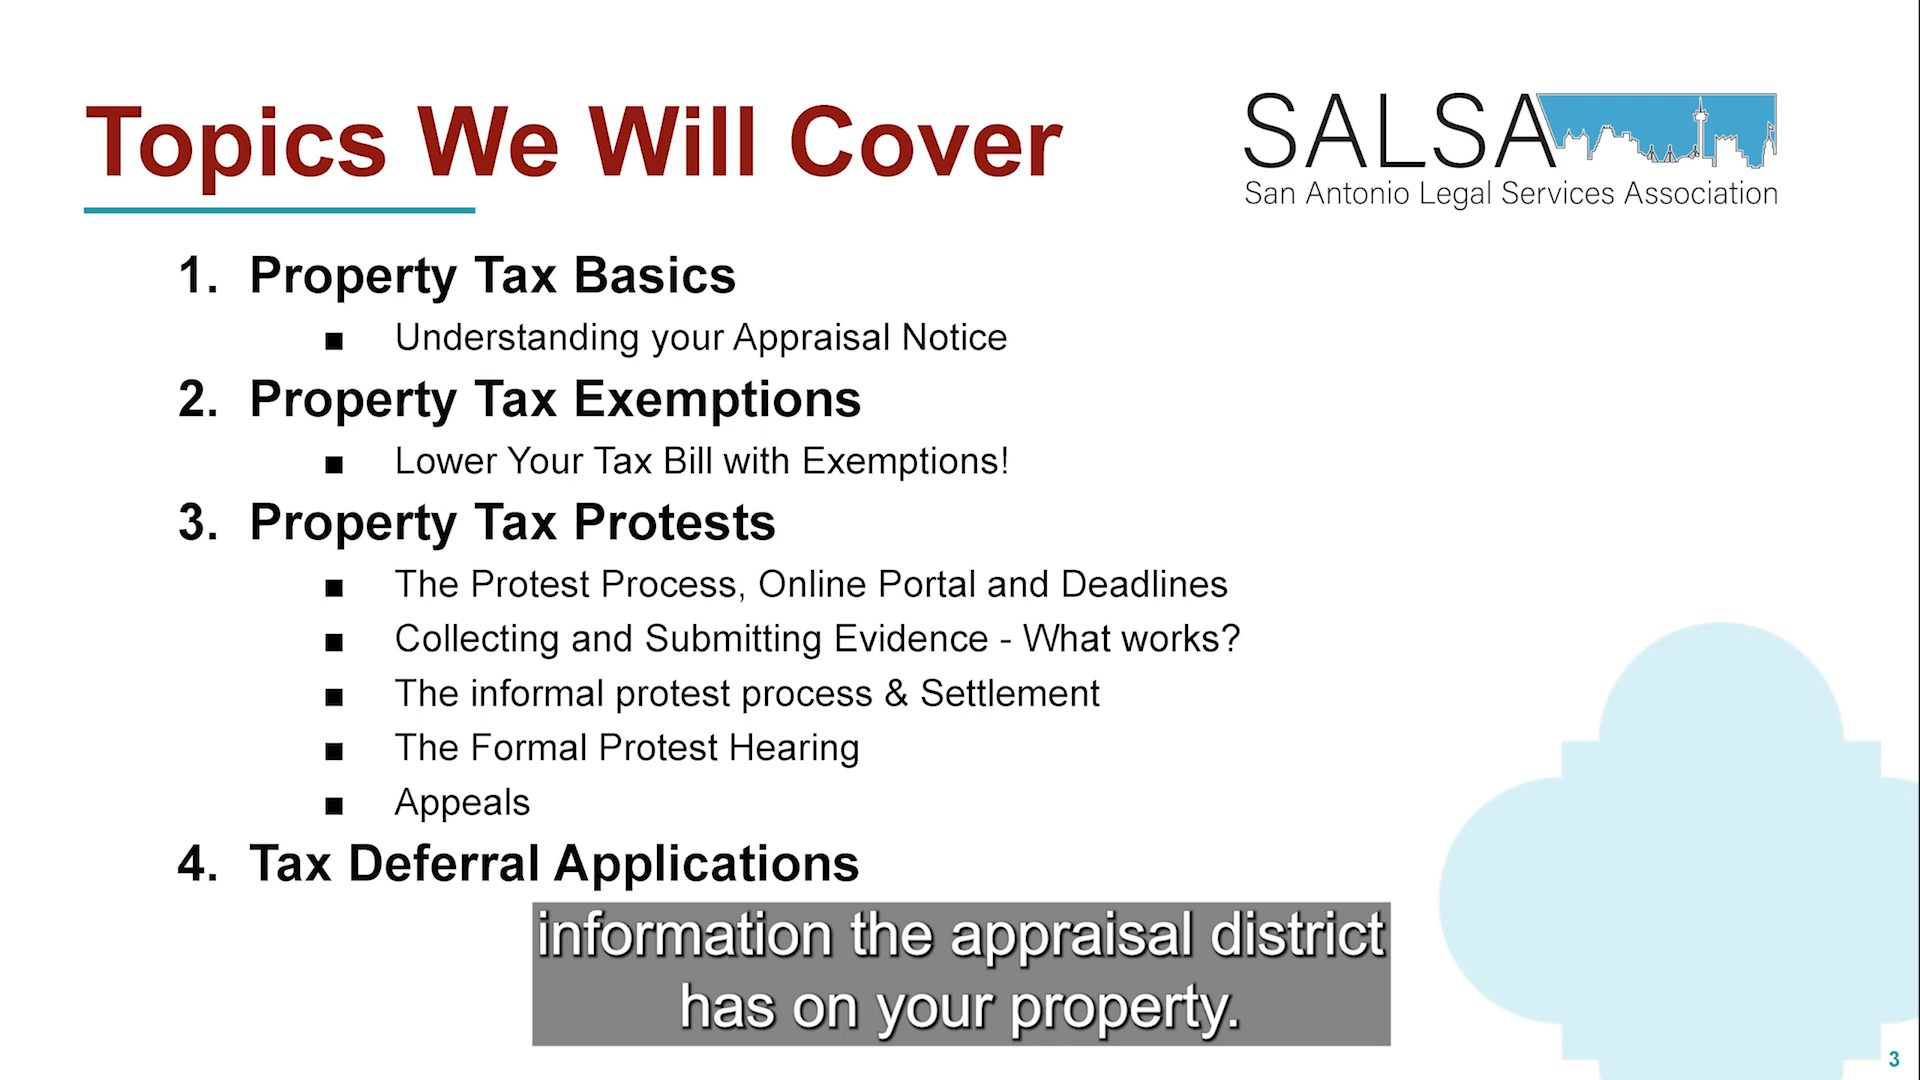 Topics We Will Cover
SALSA
San Antonio Legal Services Association
1. Property Tax Basics
■ Understanding your Appraisal Notice
2. Property Tax Exemptions
■ Lower Your Tax Bill with Exemptions!
3. Property Tax Protests
■ The Protest Process, Online Portal and Deadlines
■ Collecting and Submitting Evidence - What works?
■ The informal protest process & Settlement
■ The Formal Protest Hearing
■ Appeals
4. Tax Deferral Applications
information the appraisal district
has on your property.
3